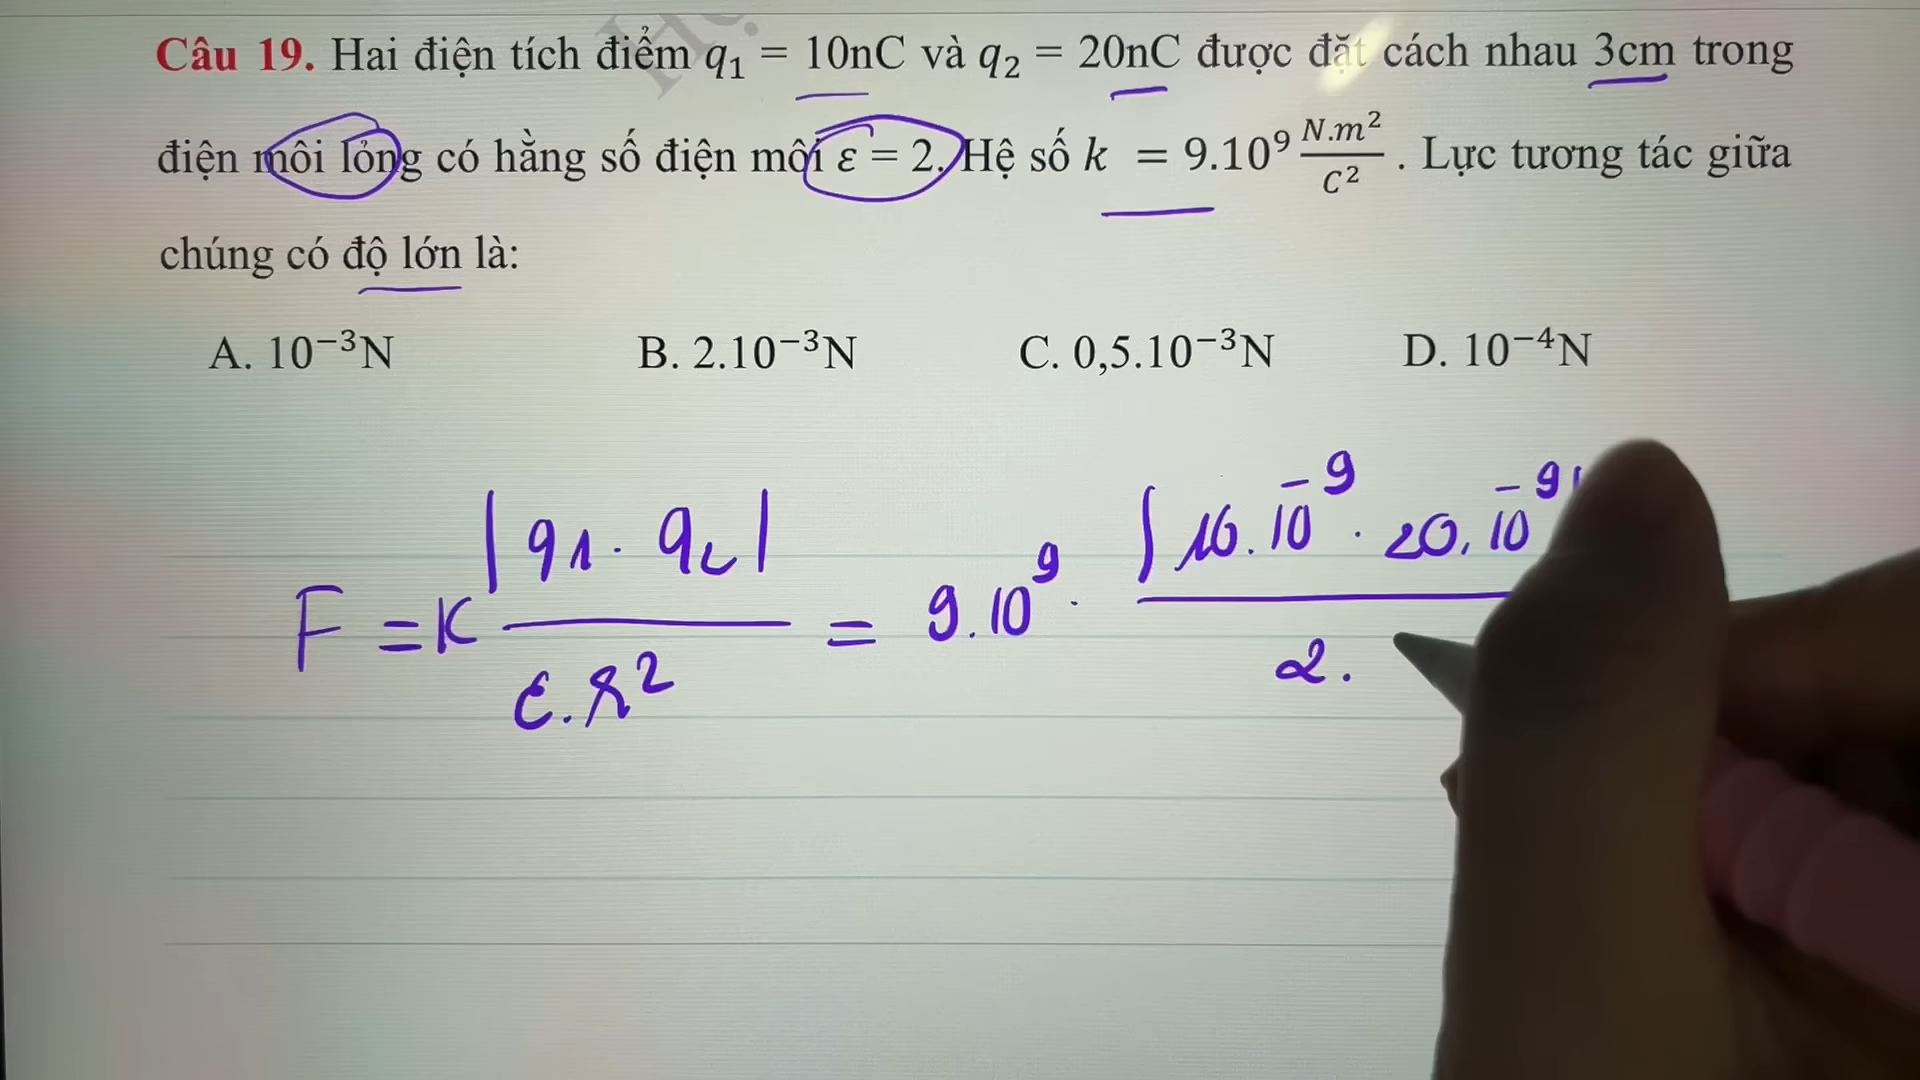 Câu 19. Hai điện tích điểm q₁ = 10nC và q₂ = 20nC được đặt cách nhau 3cm trong
điện môi lỏng có hằng số điện môi ε = 2. Hệ số k = 9.10⁹ N.m²/C² . Lực tương tác giữa
chúng có độ lớn là:
A. 10⁻³N B. 2.10⁻³N C. 0,5.10⁻³N D. 10⁻⁴N
F = K |q1 . q2| / ε.r² = 9.10⁹ . |10.10⁻⁹ . 20.10⁻⁹| / 2.